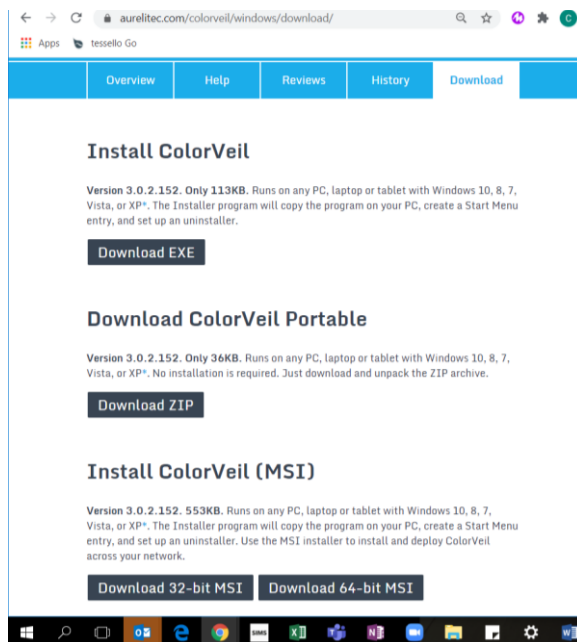 aurelitec.com/colorveil/windows/download/
C
Apps tessello Go
Overview Help Reviews History Download
Install ColorVeil
Version 3.0.2.152. Only 113KB. Runs on any PC, laptop or tablet with Windows 10, 8, 7,
Vista, or XP*. The Installer program will copy the program on your PC, create a Start Menu
entry, and set up an uninstaller.
Download EXE
Download ColorVeil Portable
Version 3.0.2.152. Only 36KB. Runs on any PC, laptop or tablet with Windows 10, 8, 7,
Vista, or XP*. No installation is required. Just download and unpack the ZIP archive.
Download ZIP
Install ColorVeil (MSI)
Version 3.0.2.152. 553KB. Runs on any PC, laptop or tablet with Windows 10, 8, 7,
Vista, or XP*. The Installer program will copy the program on your PC, create a Start Menu
entry, and set up an uninstaller. Use the MSI installer to install and deploy ColorVeil
across your network.
Download 32-bit MSI Download 64-bit MSI
SIMS